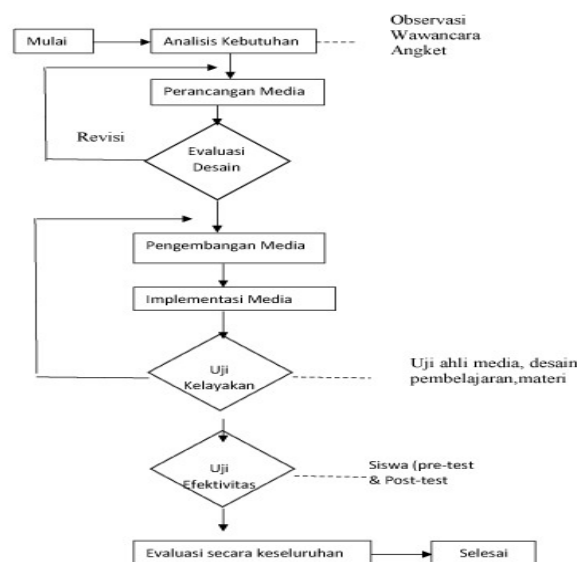 Mulai
Analisis Kebutuhan
Observasi
Wawancara
Angket
Perancangan Media
Revisi
Evaluasi
Desain
Pengembangan Media
Implementasi Media
Uji
Kelayakan
Uji ahli media, desain
pembelajaran,materi
Uji
Efektivitas
Siswa (pre-test
& Post-test
Evaluasi secara keseluruhan
Selesai